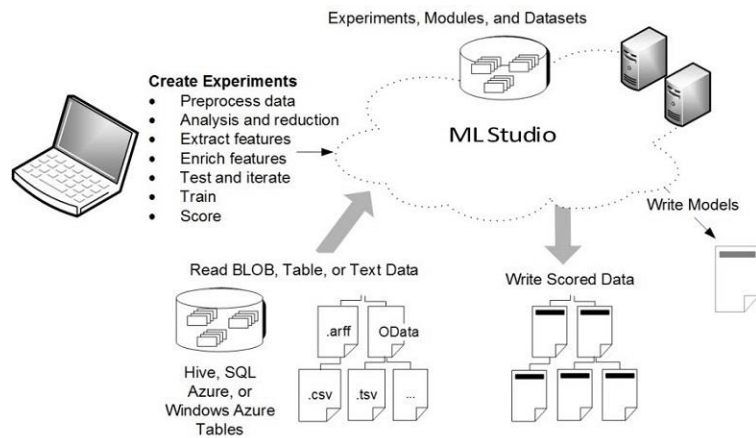 Experiments, Modules, and Datasets
Create Experiments
• Preprocess data
• Analysis and reduction
• Extract features
• Enrich features
• Test and iterate
• Train
• Score
ML Studio
Write Models
Read BLOB, Table, or Text Data
Write Scored Data
.arff
OData
.csv
.tsv
...
Hive, SQL
Azure, or
Windows Azure
Tables